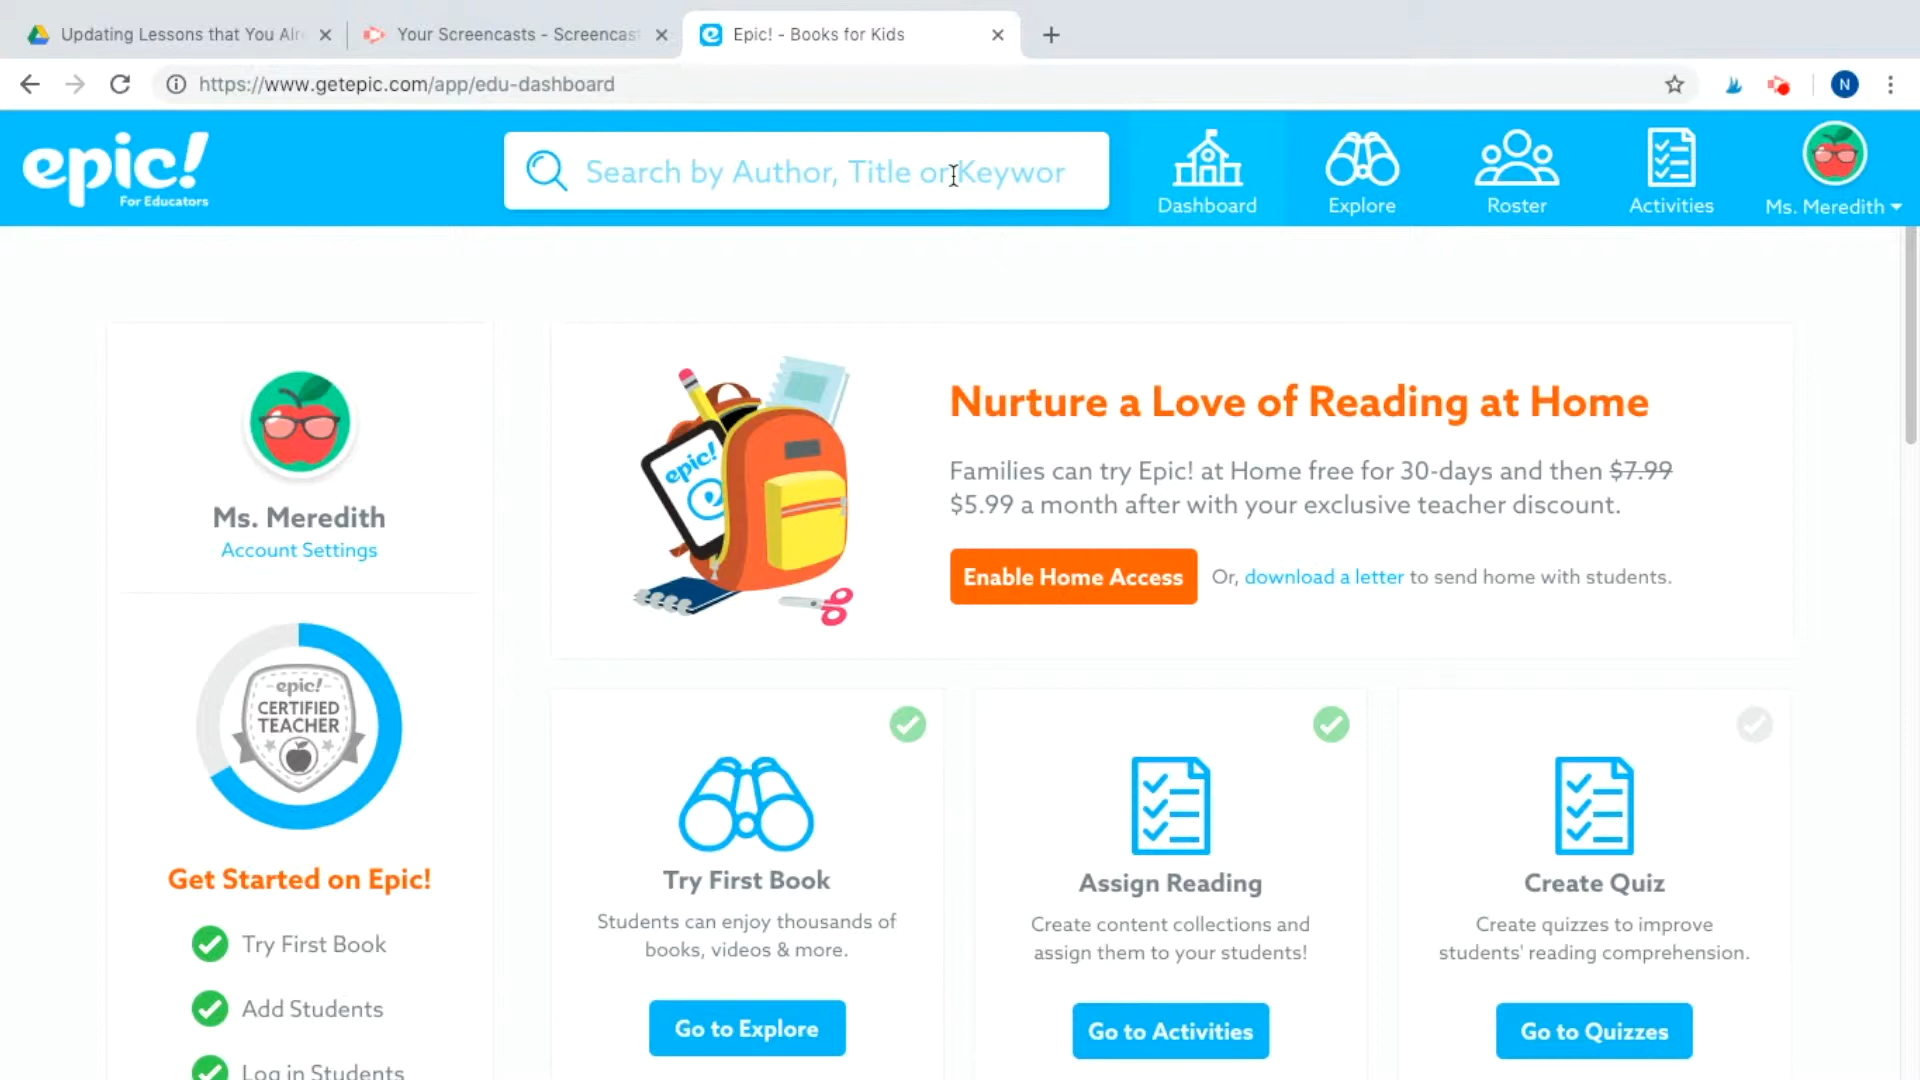 Updating Lessons that You Alr
Your Screencasts - Screencast
Epic! - Books for Kids
https://www.getepic.com/app/edu-dashboard
N
epic!
For Educators
Search by Author, Title or Keywor
Dashboard
Explore
Roster
Activities
Ms. Meredith
Ms. Meredith
Account Settings
epic!
Nurture a Love of Reading at Home
Families can try Epic! at Home free for 30-days and then $7.99
$5.99 a month after with your exclusive teacher discount.
Enable Home Access
Or, download a letter to send home with students.
epic!
CERTIFIED
TEACHER
Get Started on Epic!
Try First Book
Add Students
Log in Students
Try First Book
Students can enjoy thousands of
books, videos & more.
Go to Explore
Assign Reading
Create content collections and
assign them to your students!
Go to Activities
Create Quiz
Create quizzes to improve
students' reading comprehension.
Go to Quizzes